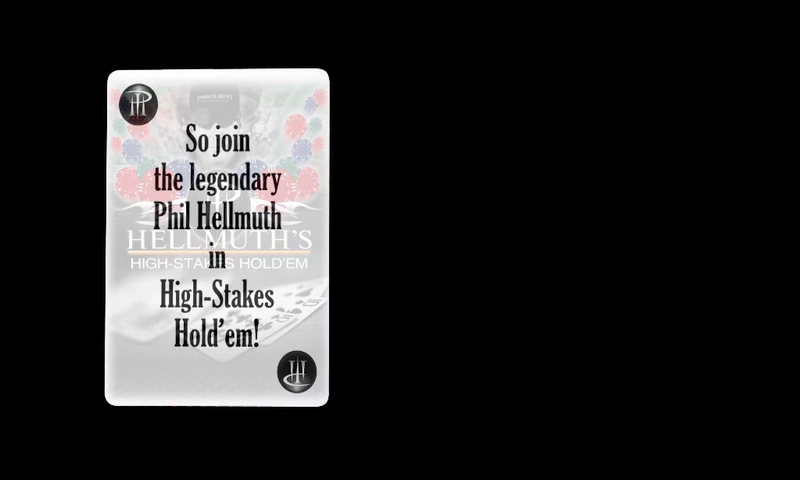 So join
the legendary
Phil Hellmuth
HELLMUTH'S
in
HIGH-STAKES HOLD'EM
High-Stakes
Hold'em!